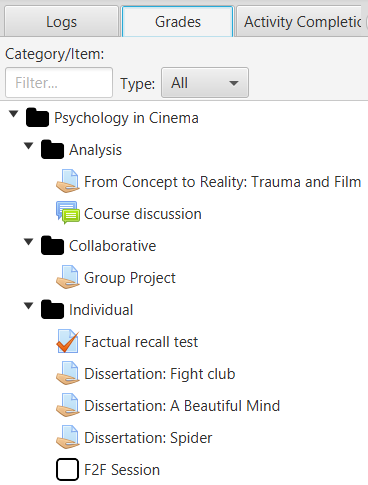 Logs Grades Activity Completion
Category/Item:
Filter... Type: All
Psychology in Cinema
Analysis
From Concept to Reality: Trauma and Film
Course discussion
Collaborative
Group Project
Individual
Factual recall test
Dissertation: Fight club
Dissertation: A Beautiful Mind
Dissertation: Spider
F2F Session